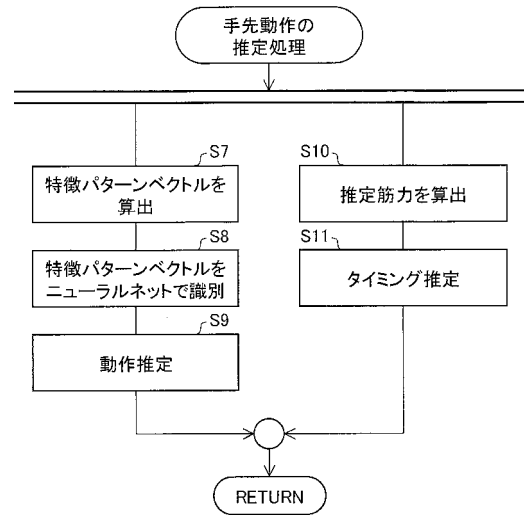 手先動作の
推定処理
S7
特徴パターンベクトルを
算出
S8
特徴パターンベクトルを
ニューラルネットで識別
S9
動作推定
S10
推定筋力を算出
S11
タイミング推定
RETURN